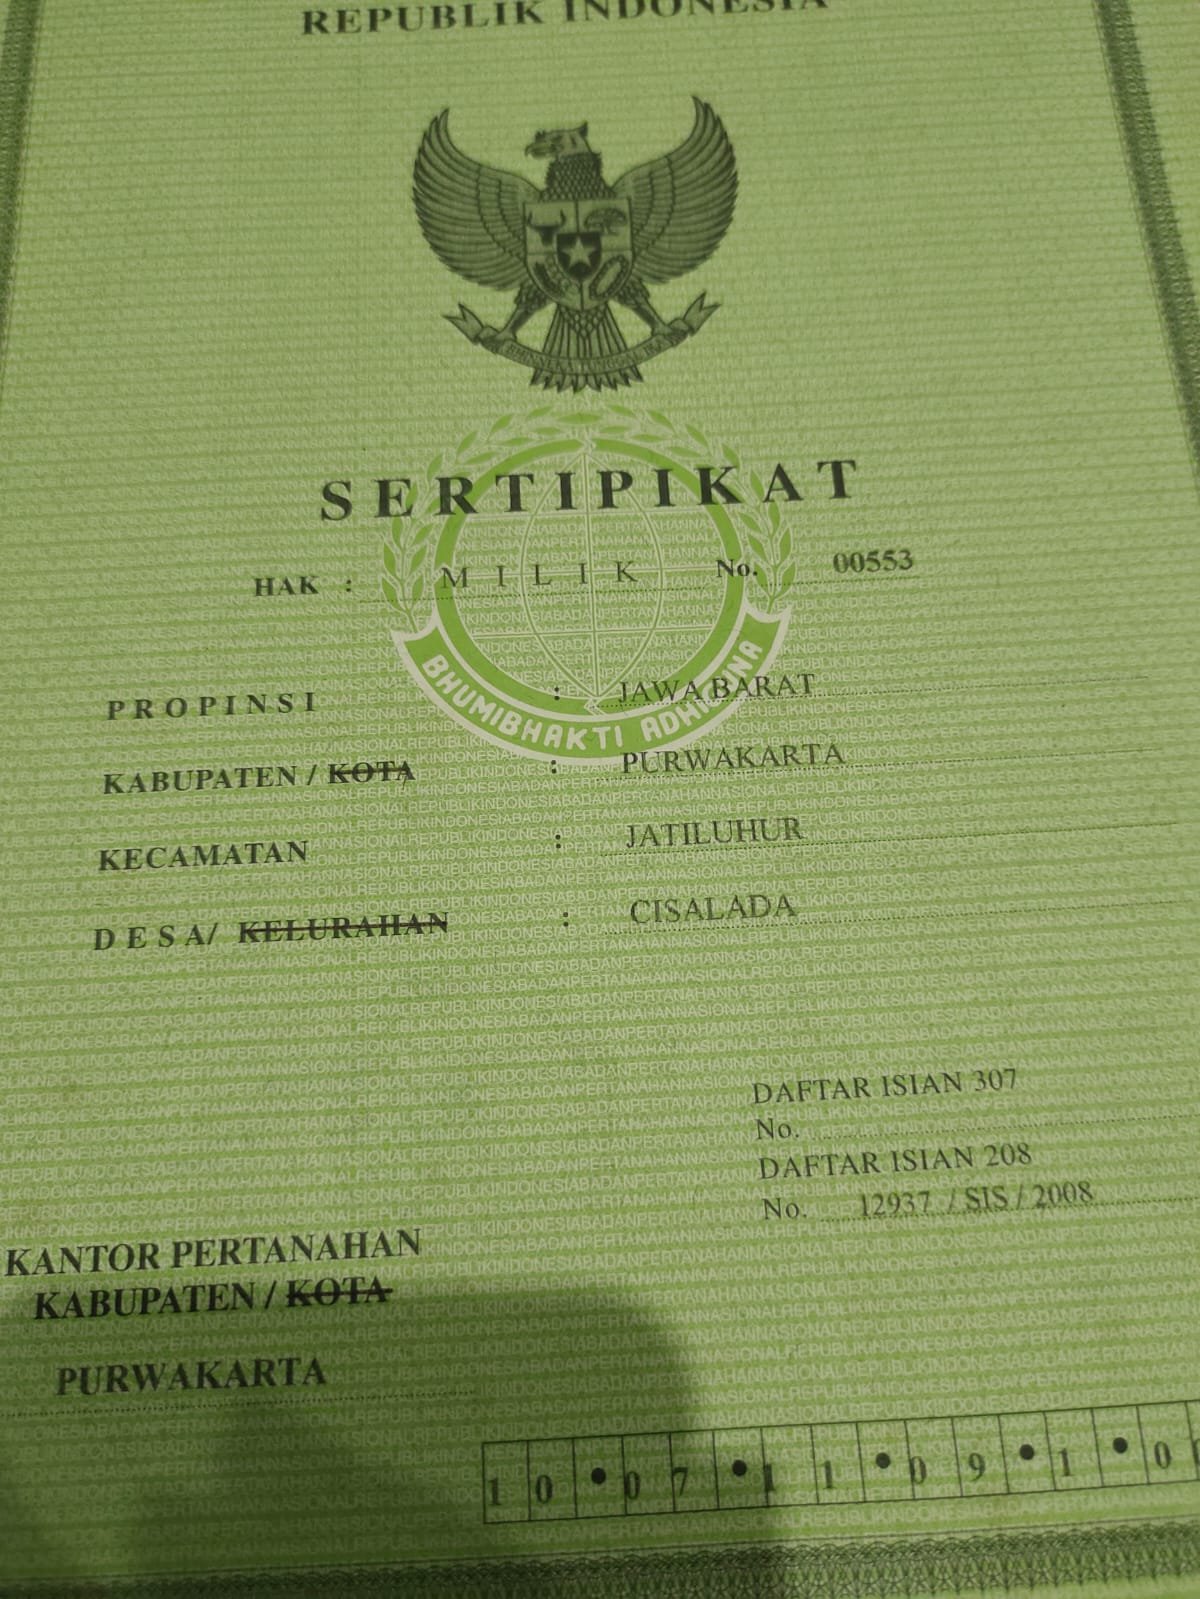 REPUBLIK INDONESIA
SERTIPIKAT
HAK : MILIK No. 00553
PROPINSI : JAWA BARAT
KABUPATEN / KOTA : PURWAKARTA
KECAMATAN : JATILUHUR
DESA/ KELURAHAN : CISALADA
BHUMIBHAKTI ADHIGUNA
DAFTAR ISIAN 307
No.
DAFTAR ISIAN 208
No. 12937 / SIS / 2008
KANTOR PERTANAHAN
KABUPATEN / KOTA
PURWAKARTA
10•07•11•09•1•0